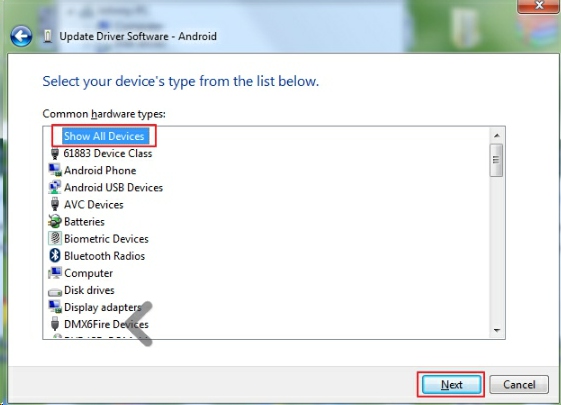 Update Driver Software - Android
Select your device's type from the list below.
Common hardware types:
Show All Devices
61883 Device Class
Android Phone
Android USB Devices
AVC Devices
Batteries
Biometric Devices
Bluetooth Radios
Computer
Disk drives
Display adapters
DMX6Fire Devices
Next
Cancel